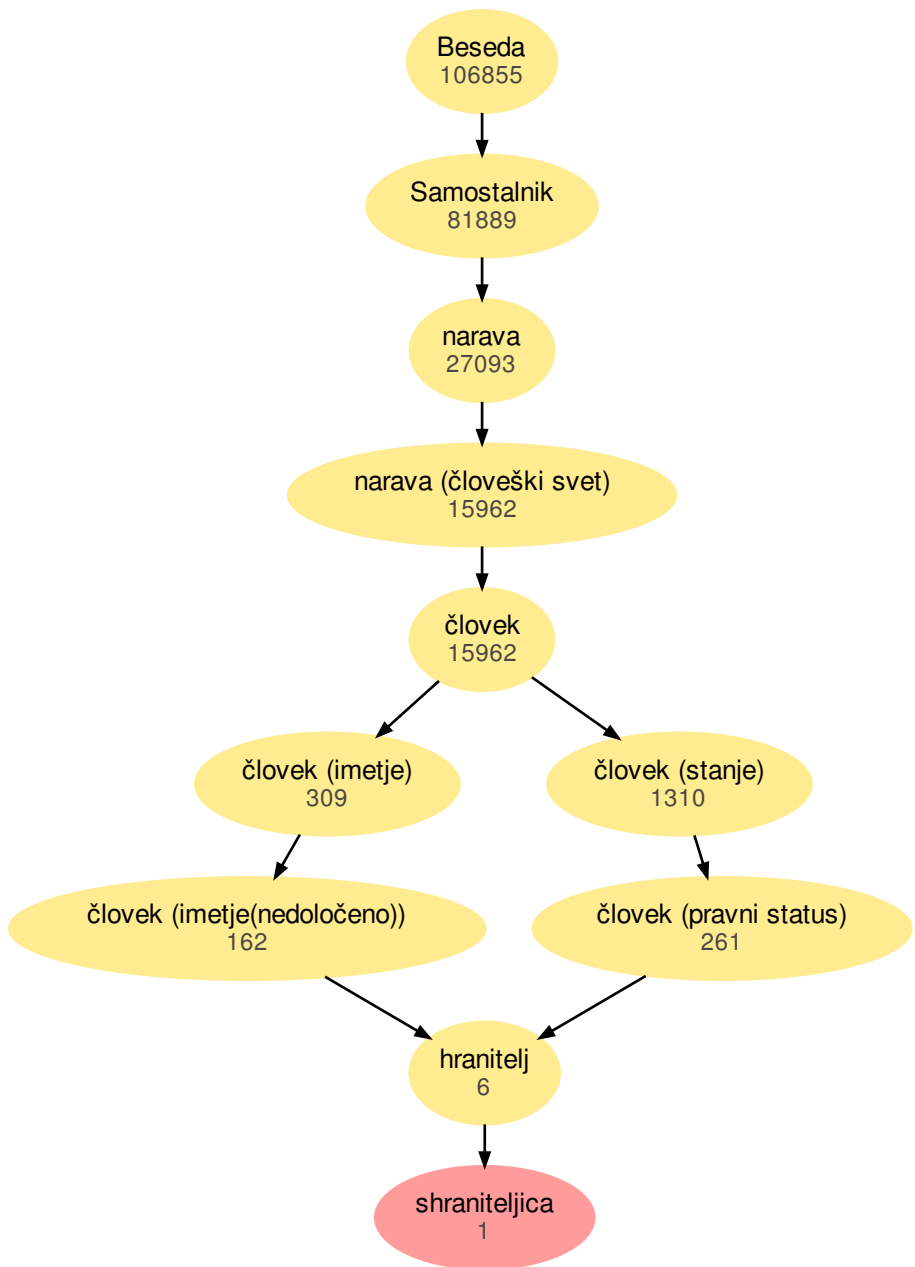 Beseda
106855
Samostalnik
81889
narava
27093
narava (človeški svet)
15962
človek
15962
človek (imetje)
309
človek (stanje)
1310
človek (imetje(nedoločeno))
162
človek (pravni status)
261
hranitelj
6
shraniteljica
1